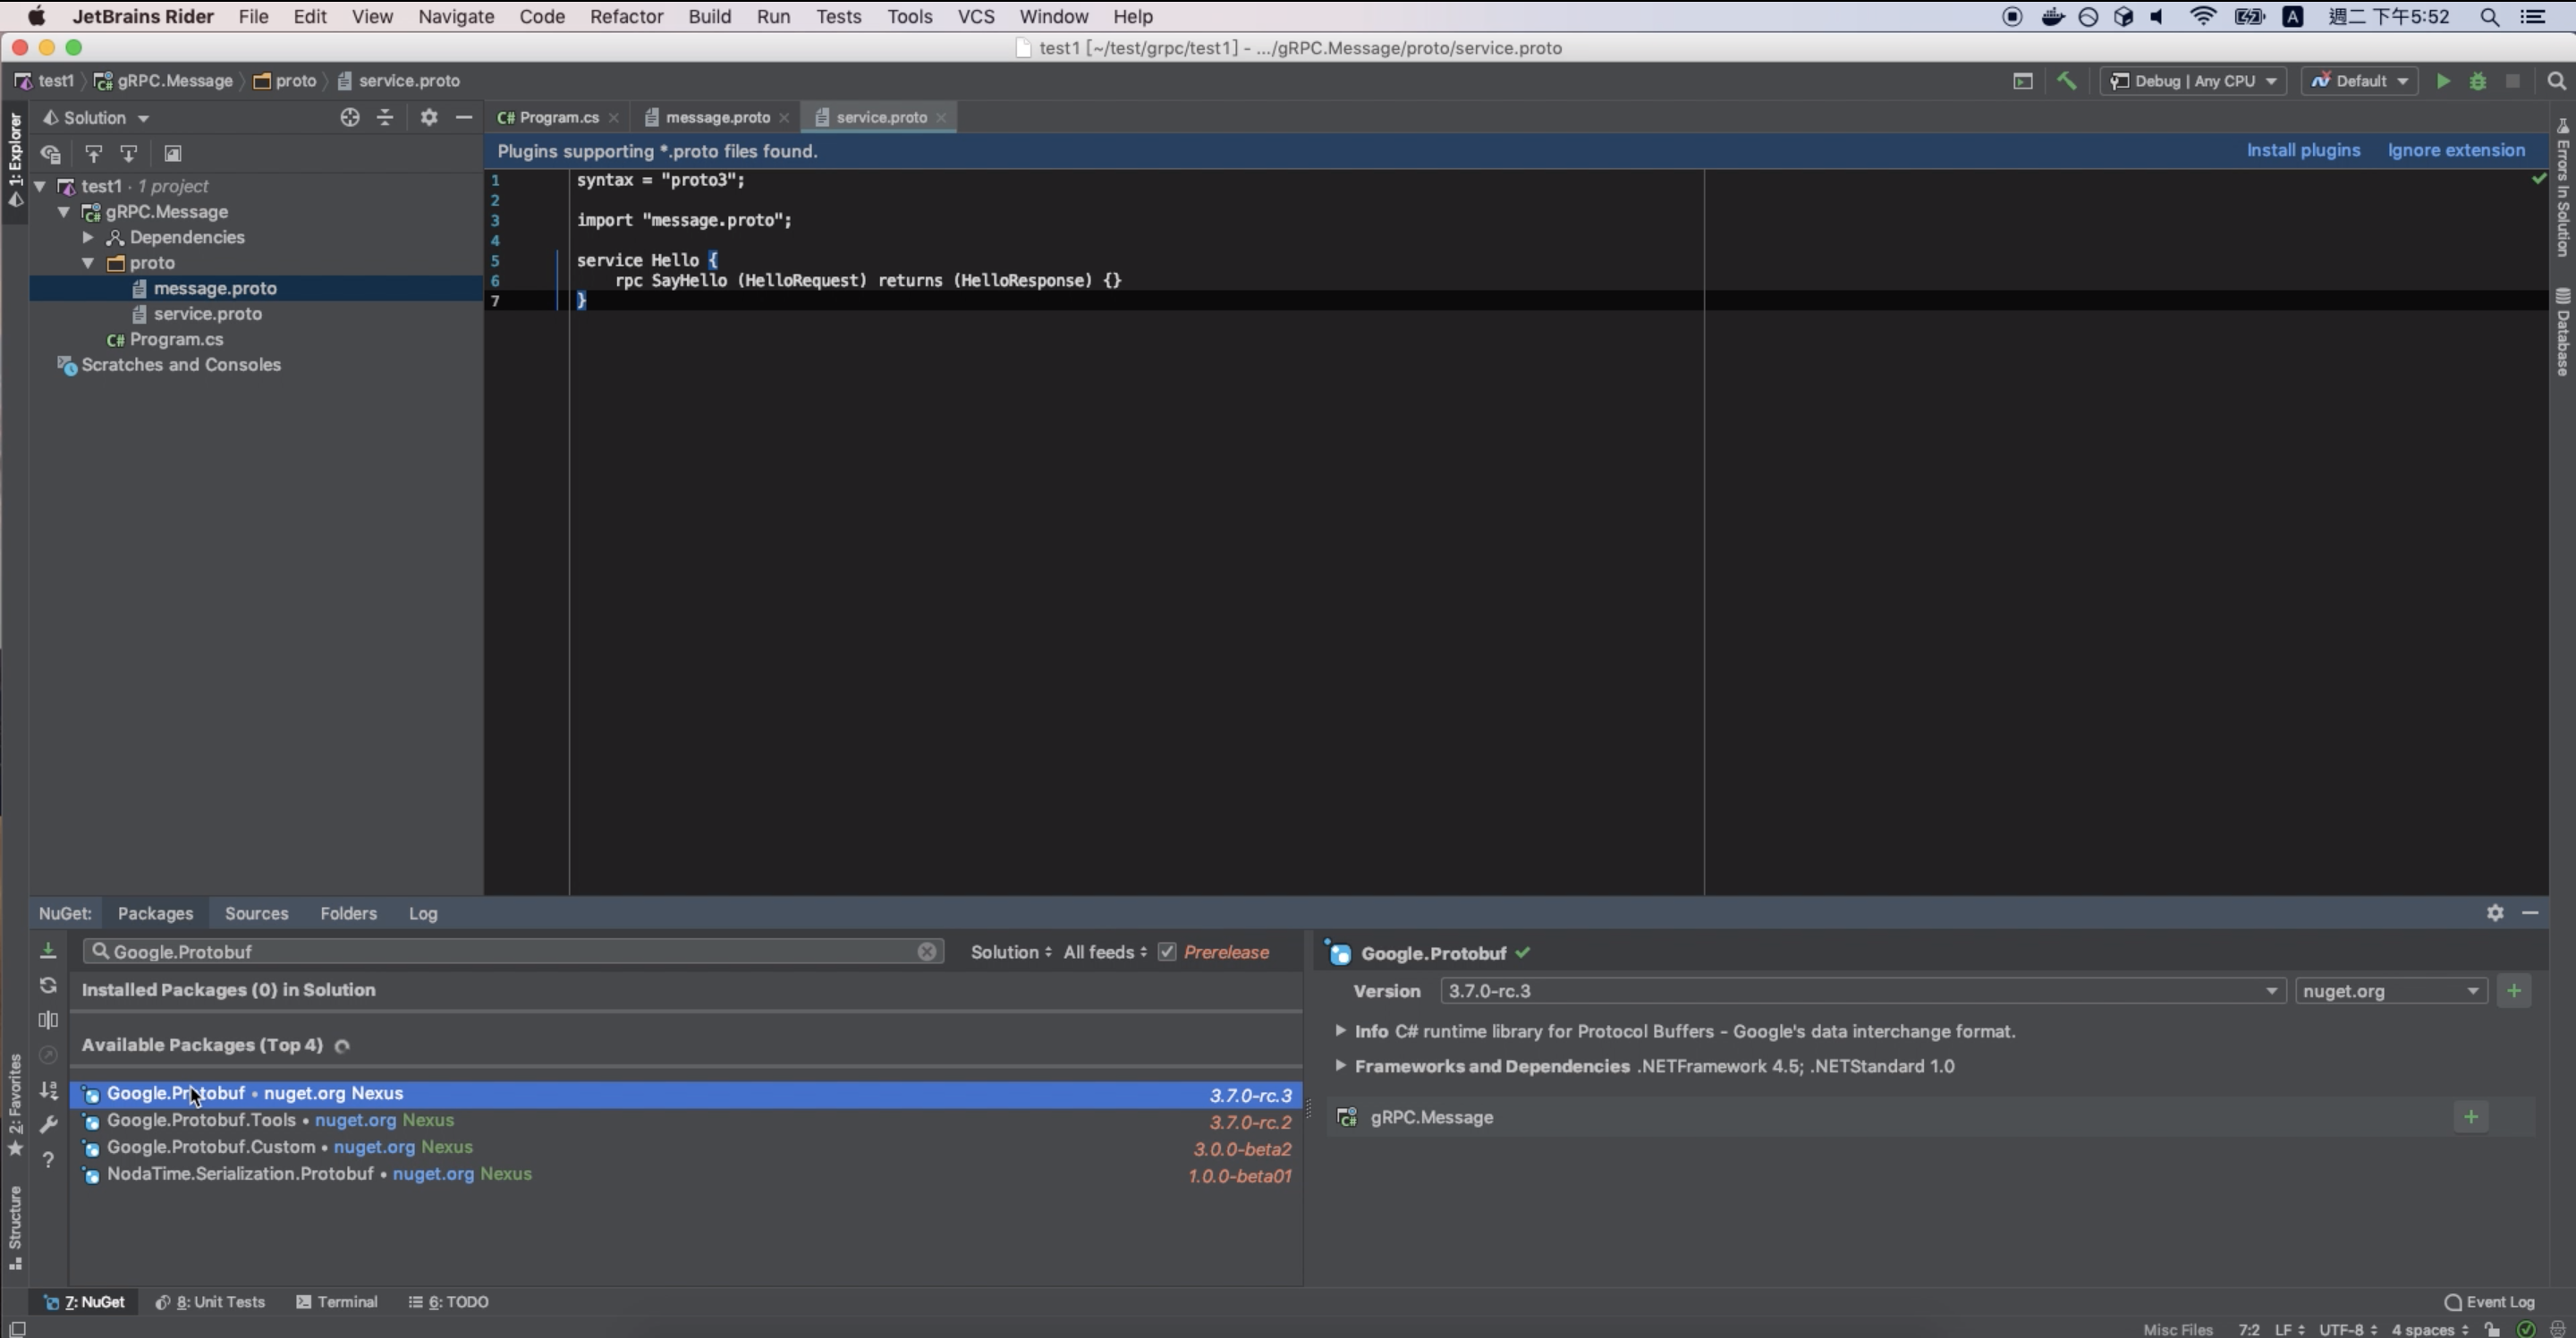 JetBrains Rider File Edit View Navigate Code Refactor Build Run Tests Tools VCS Window Help A 週二 下午5:52
test1 [~/test/grpc/test1] - .../gRPC.Message/proto/service.proto
test1 gRPC.Message proto service.proto Debug | Any CPU Default
1: Explorer
Solution
test1 · 1 project
gRPC.Message
Dependencies
proto
message.proto
service.proto
C# Program.cs
Scratches and Consoles
C# Program.cs message.proto service.proto
Plugins supporting *.proto files found. Install plugins Ignore extension
1 syntax = "proto3";
2
3 import "message.proto";
4
5 service Hello {
6 rpc SayHello (HelloRequest) returns (HelloResponse) {}
7 }
Errors In Solution
Database
NuGet: Packages Sources Folders Log
Google.Protobuf Solution All feeds Prerelease
Installed Packages (0) in Solution
Available Packages (Top 4)
Google.Protobuf • nuget.org Nexus 3.7.0-rc.3
Google.Protobuf.Tools • nuget.org Nexus 3.7.0-rc.2
Google.Protobuf.Custom • nuget.org Nexus 3.0.0-beta2
NodaTime.Serialization.Protobuf • nuget.org Nexus 1.0.0-beta01
Google.Protobuf
Version 3.7.0-rc.3 nuget.org
Info C# runtime library for Protocol Buffers - Google's data interchange format.
Frameworks and Dependencies .NETFramework 4.5; .NETStandard 1.0
gRPC.Message
2: Favorites
Structure
7: NuGet 8: Unit Tests Terminal 6: TODO Event Log
Misc Files 7:2 LF UTF-8 4 spaces